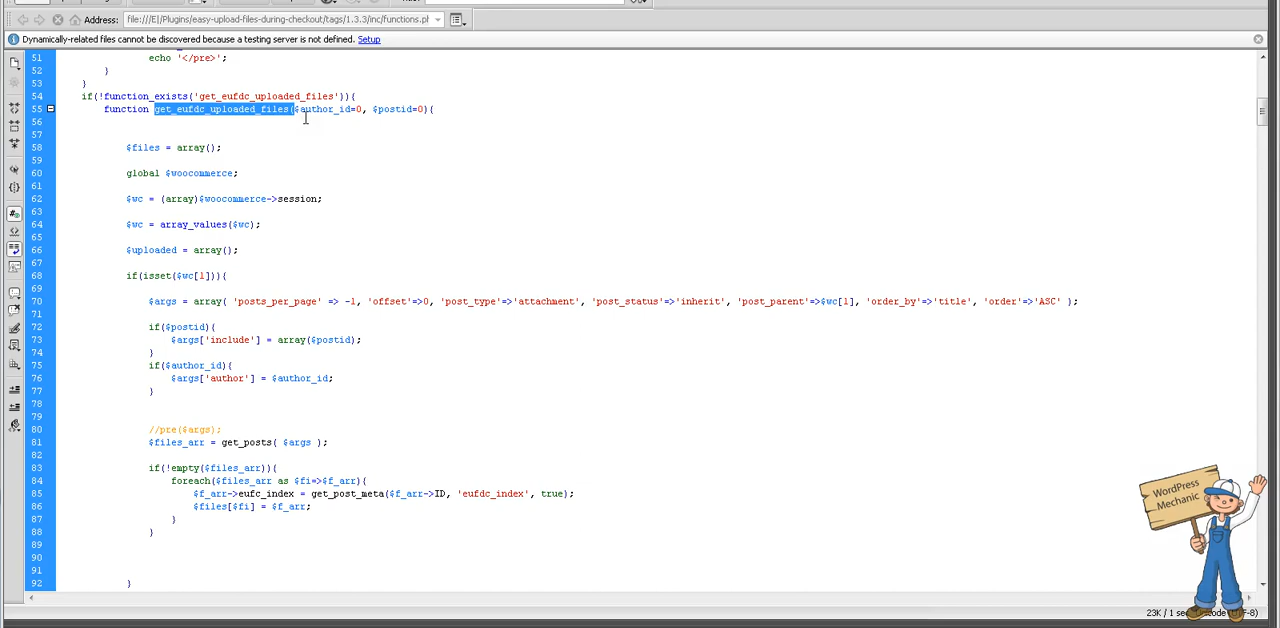 Address: file:///E|/Plugins/easy-upload-files-during-checkout/tags/1.3.3/inc/functions.ph
Dynamically-related files cannot be discovered because a testing server is not defined. Setup
51 echo '</pre>';
52 }
53 }
54 if(!function_exists('get_eufdc_uploaded_files')){
55 function get_eufdc_uploaded_files($author_id=0, $postid=0){
56
57
58 $files = array();
59
60 global $woocommerce;
61
62 $wc = (array)$woocommerce->session;
63
64 $wc = array_values($wc);
65
66 $uploaded = array();
67
68 if(isset($wc[1])){
69
70 $args = array( 'posts_per_page' => -1, 'offset'=>0, 'post_type'=>'attachment', 'post_status'=>'inherit', 'post_parent'=>$wc[1], 'order_by'=>'title', 'order'=>'ASC' );
71
72 if($postid){
73 $args['include'] = array($postid);
74 }
75 if($author_id){
76 $args['author'] = $author_id;
77 }
78
79
80 //pre($args);
81 $files_arr = get_posts( $args );
82
83 if(!empty($files_arr)){
84 foreach($files_arr as $fi=>$f_arr){
85 $f_arr->eufc_index = get_post_meta($f_arr->ID, 'eufdc_index', true);
86 $files[$fi] = $f_arr;
87 }
88 }
89
90
91
92 }
WordPress
Mechanic
23K / 1 sec
(UTF-8)